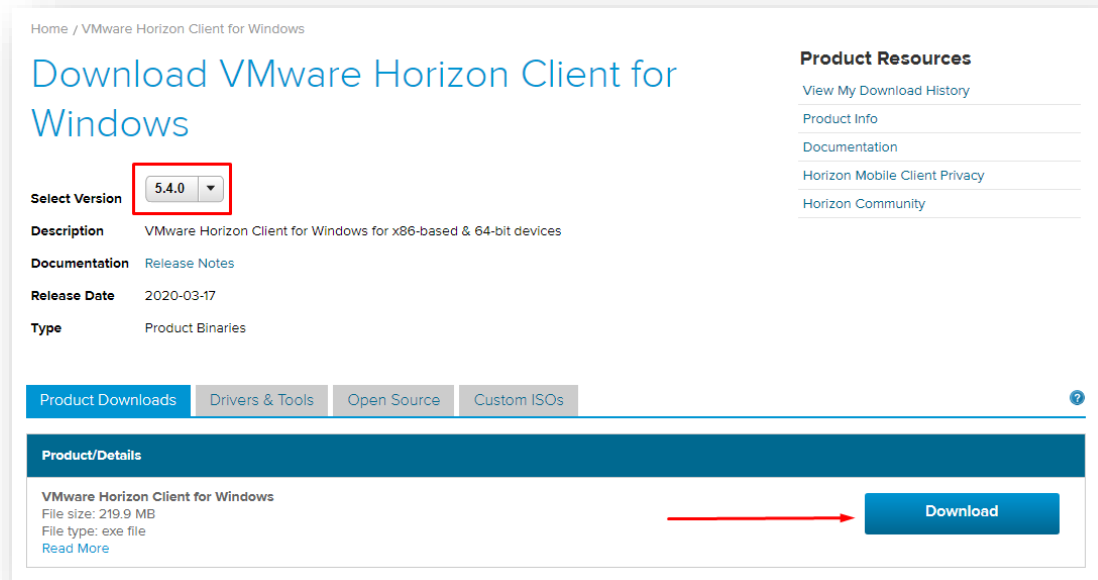 Home / VMware Horizon Client for Windows
Download VMware Horizon Client for
Windows
Select Version 5.4.0
Description VMware Horizon Client for Windows for x86-based & 64-bit devices
Documentation Release Notes
Release Date 2020-03-17
Type Product Binaries
Product Resources
View My Download History
Product Info
Documentation
Horizon Mobile Client Privacy
Horizon Community
Product Downloads Drivers & Tools Open Source Custom ISOs ?
Product/Details
VMware Horizon Client for Windows
File size: 219.9 MB
File type: exe file
Read More
Download